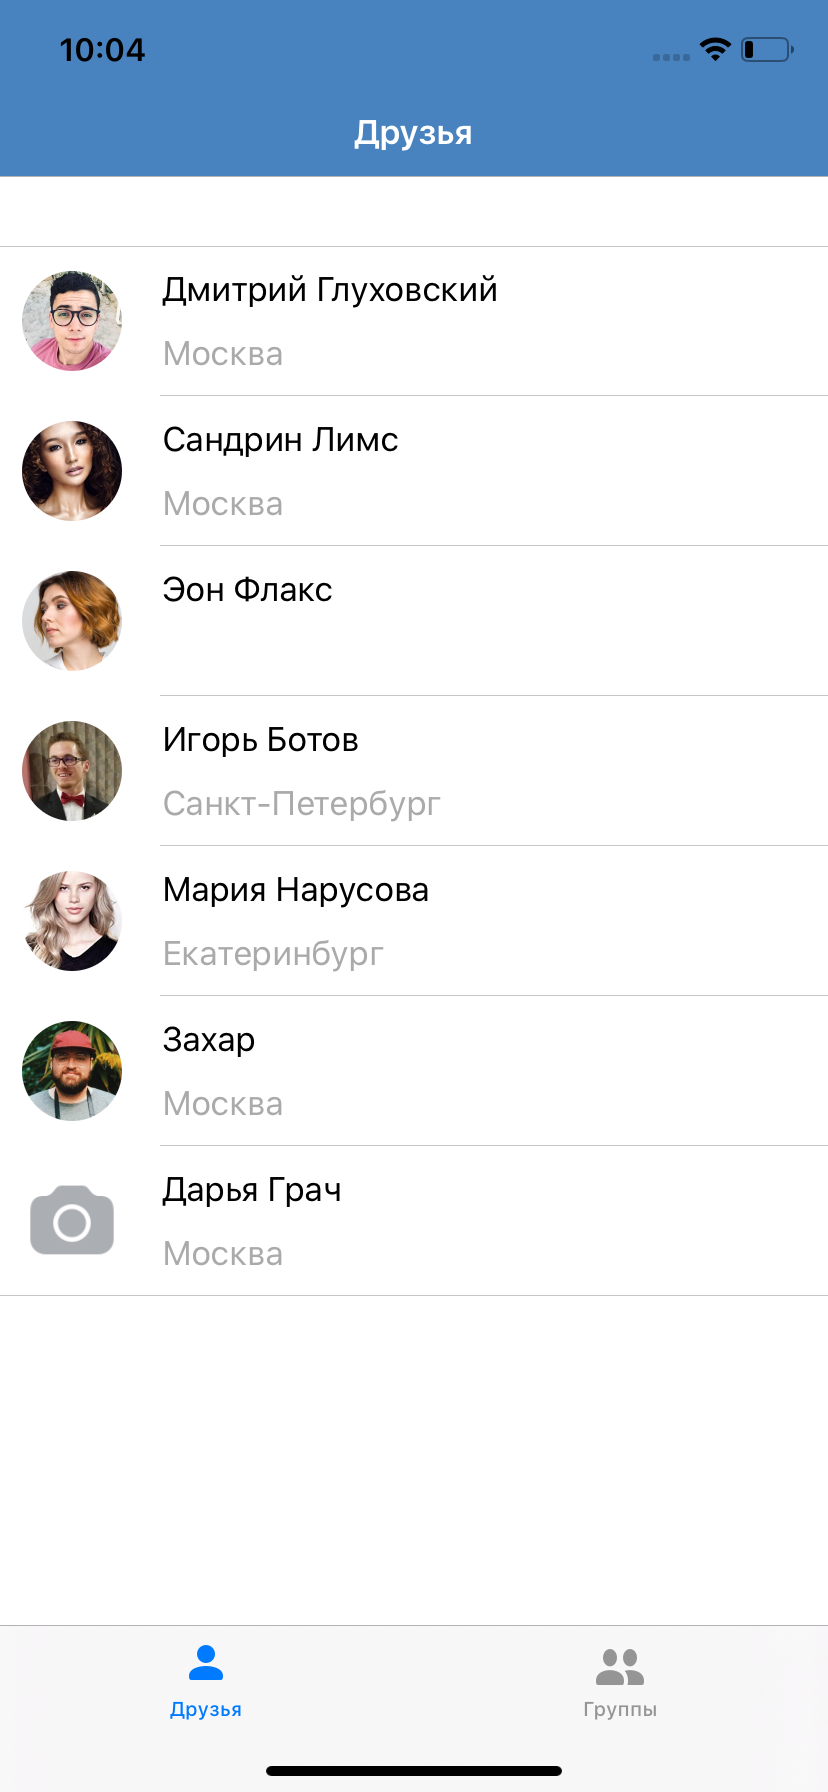 10:04
Друзья
Дмитрий Глуховский
Москва
Сандрин Лимс
Москва
Эон Флакс
Игорь Ботов
Санкт-Петербург
Мария Нарусова
Екатеринбург
Захар
Москва
Дарья Грач
Москва
Друзья
Группы